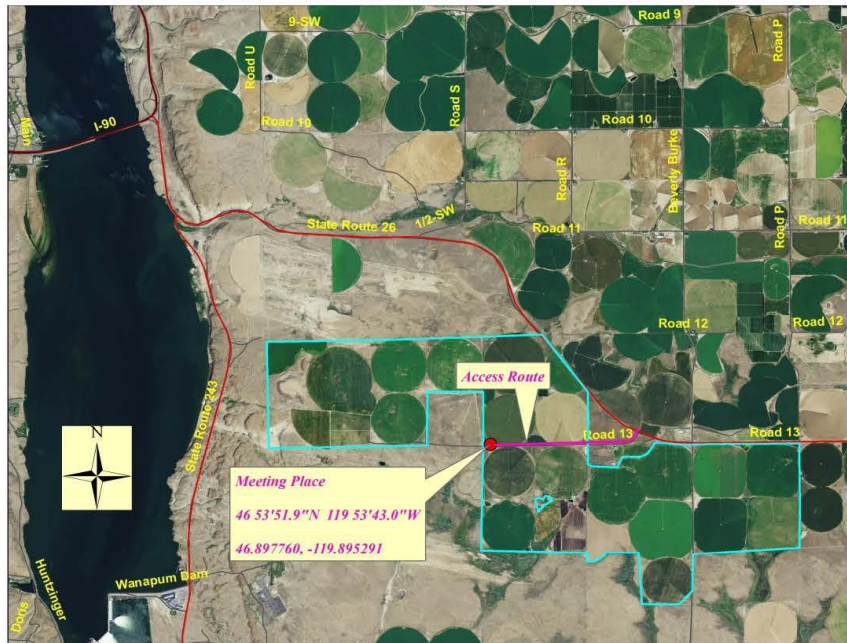 9-SW
Road 9
Road U
Road P
Main
I-90
Road 10
Road S
Road 10
Road R
Beverly Burke
Road P
State Route 26
1/2-SW
Road 11
Road 11
Road 12
Road 12
Access Route
State Route 243
Road 13
Road 13
N
Meeting Place
46 53'51.9"N 119 53'43.0"W
46.897760, -119.895291
Huntzinger
Wanapum Dam
Doris